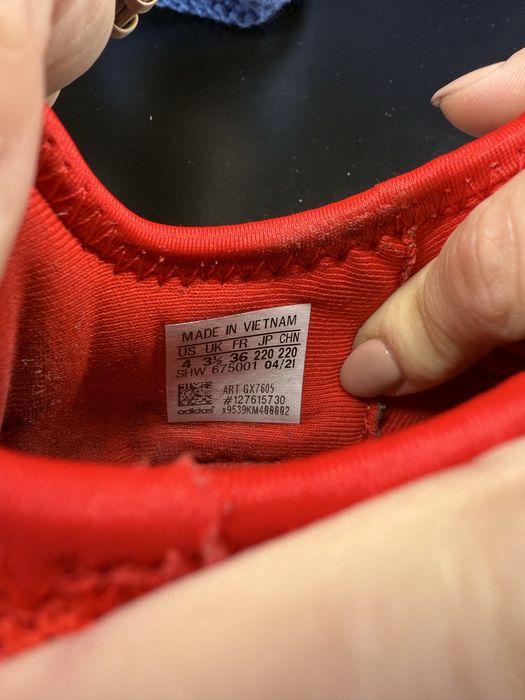 MADE IN VIETNAM
US UK FR JP CHN
4 3½ 36 220 220
SHW 675001 04/21
ART GX7605
#127615730
adidas x9539KM400002